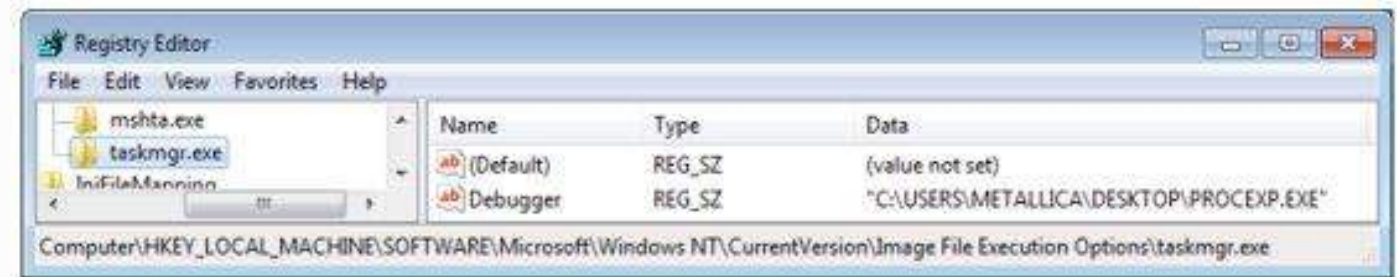 Registry Editor
File Edit View Favorites Help
mshta.exe
taskmgr.exe
IniFileMapping
Name Type Data
(Default) REG_SZ (value not set)
Debugger REG_SZ "C:\USERS\METALLICA\DESKTOP\PROCEXP.EXE"
Computer\HKEY_LOCAL_MACHINE\SOFTWARE\Microsoft\Windows NT\CurrentVersion\Image File Execution Options\taskmgr.exe